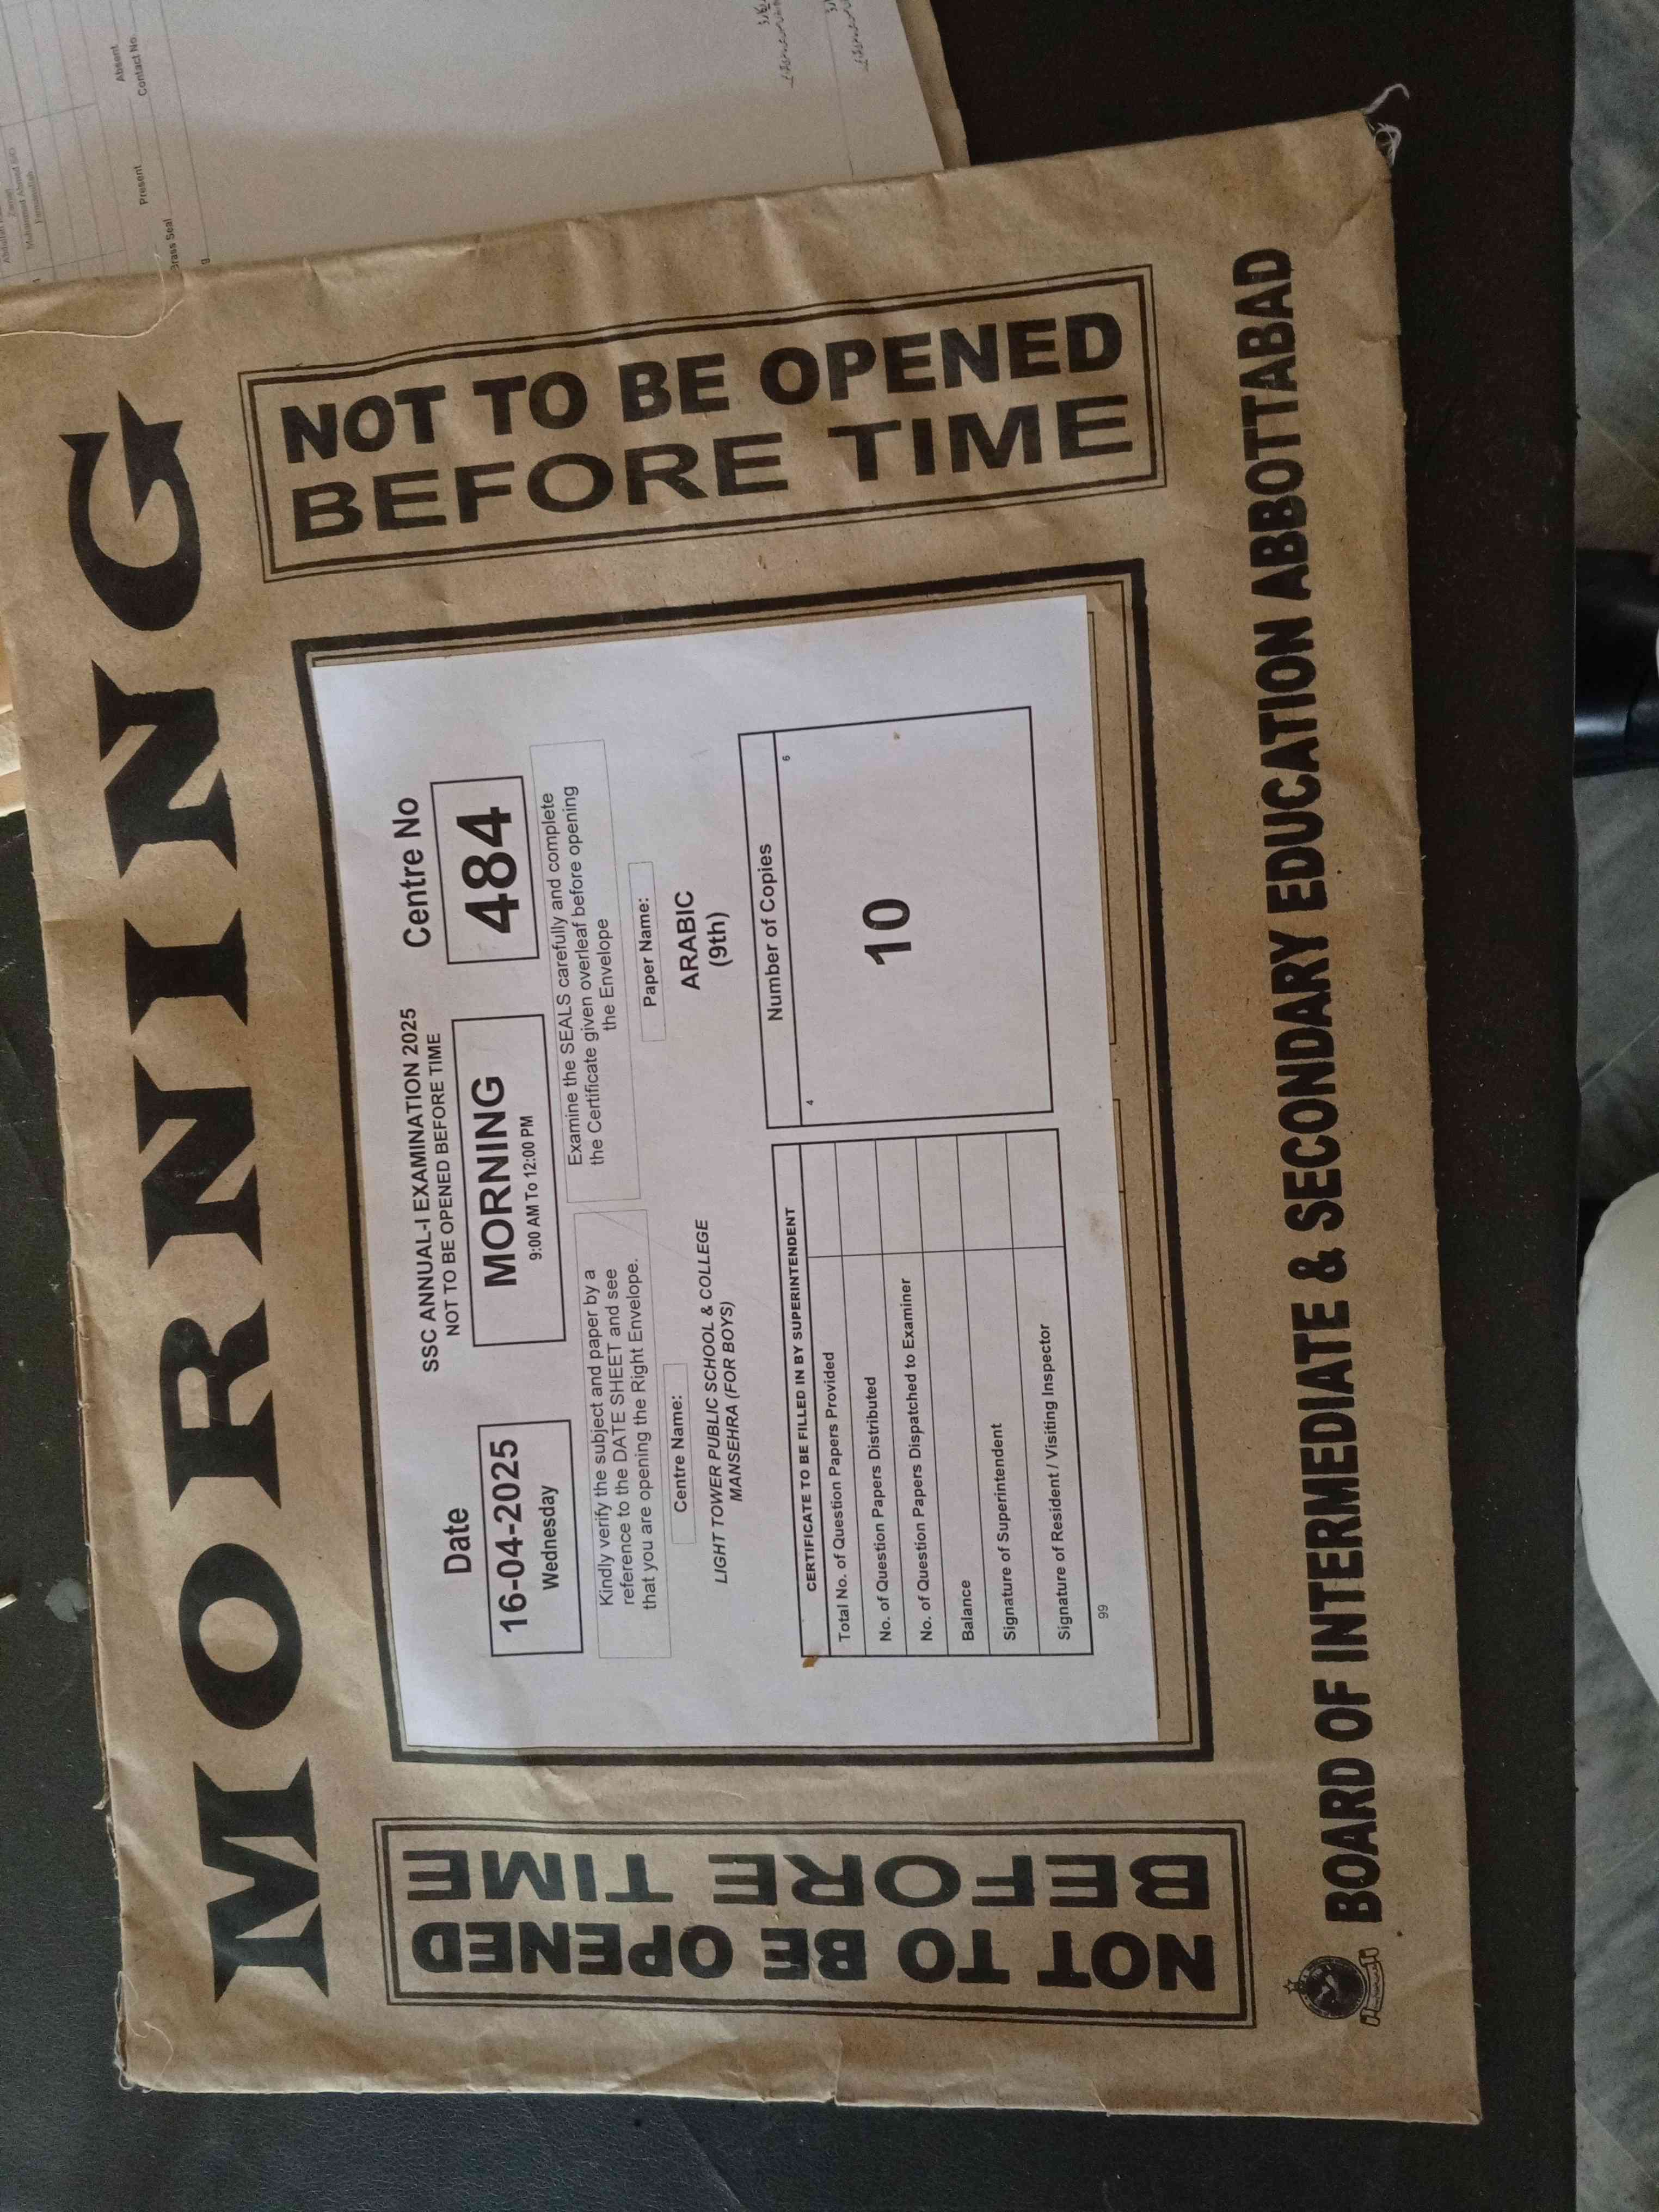 MORNING
NOT TO BE OPENED
BEFORE TIME
SSC ANNUAL-I EXAMINATION 2025
NOT TO BE OPENED BEFORE TIME
Date
16-04-2025
Wednesday
MORNING
9:00 AM To 12:00 PM
Centre No
484
Kindly verify the subject and paper by a
reference to the DATE SHEET and see
that you are opening the Right Envelope.
Examine the SEALS carefully and complete
the Certificate given overleaf before opening
the Envelope
Centre Name:
LIGHT TOWER PUBLIC SCHOOL & COLLEGE
MANSEHRA (FOR BOYS)
Paper Name:
ARABIC
(9th)
CERTIFICATE TO BE FILLED IN BY SUPERINTENDENT
Total No. of Question Papers Provided
No. of Question Papers Distributed
No. of Question Papers Dispatched to Examiner
Balance
Signature of Superintendent
Signature of Resident / Visiting Inspector
99
Number of Copies
4
6
10
NOT TO BE OPENED
BEFORE TIME
BOARD OF INTERMEDIATE & SECONDARY EDUCATION ABBOTTABAD
Absent
Present
Contact No.
Brass Seal